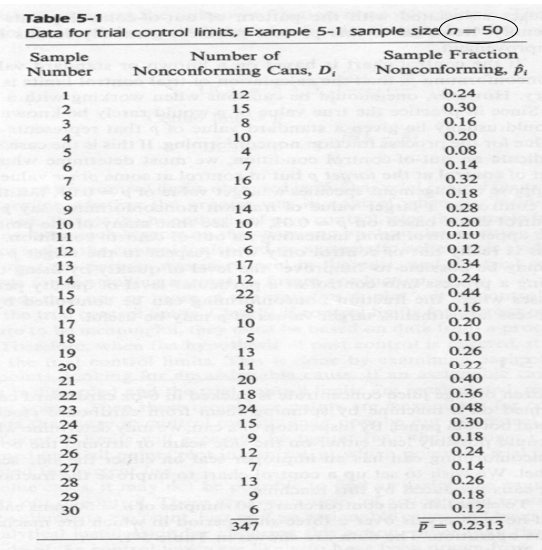 Table 5-1
Data for trial control limits, Example 5-1 sample size n = 50
Sample Number of Sample Fraction
Number Nonconforming Cans, Dᵢ Nonconforming, p̂ᵢ
1 12 0.24
2 15 0.30
3 8 0.16
4 10 0.20
5 4 0.08
6 7 0.14
7 16 0.32
8 9 0.18
9 14 0.28
10 10 0.20
11 5 0.10
12 6 0.12
13 17 0.34
14 12 0.24
15 22 0.44
16 8 0.16
17 10 0.20
18 5 0.10
19 13 0.26
20 11 0.22
21 20 0.40
22 18 0.36
23 24 0.48
24 15 0.30
25 9 0.18
26 12 0.24
27 7 0.14
28 13 0.26
29 9 0.18
30 6 0.12
347 p̅ = 0.2313